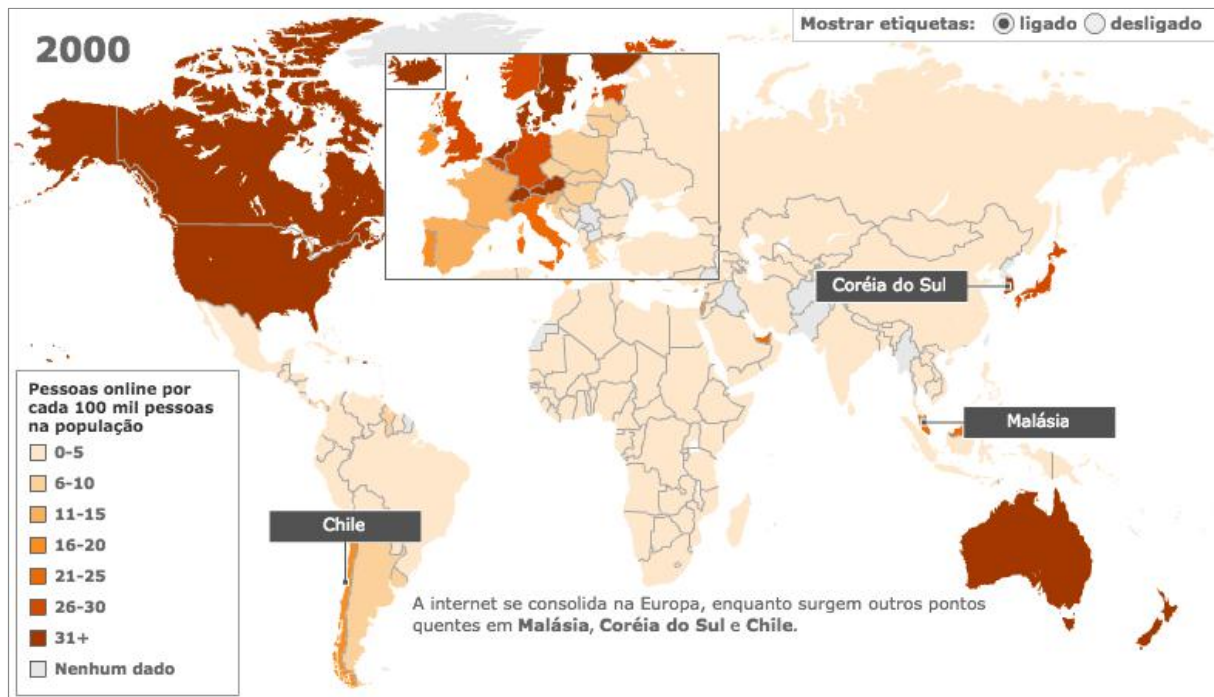 2000
Mostrar etiquetas: ligado desligado
Coréia do Sul
Malásia
Chile
Pessoas online por
cada 100 mil pessoas
na população
0-5
6-10
11-15
16-20
21-25
26-30
31+
Nenhum dado
A internet se consolida na Europa, enquanto surgem outros pontos
quentes em Malásia, Coréia do Sul e Chile.